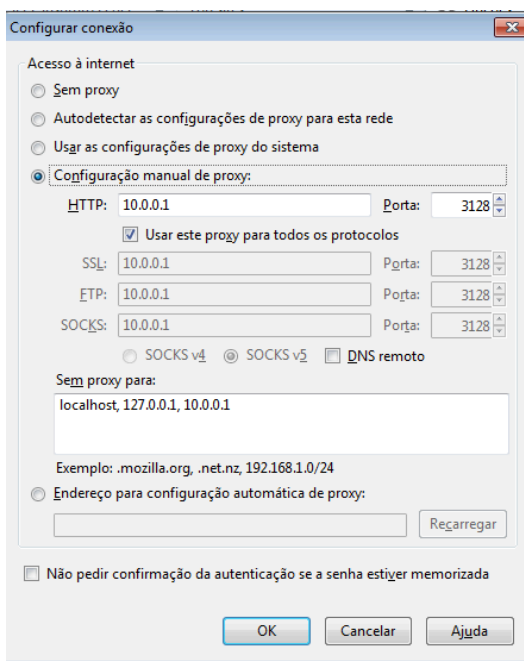 Configurar conexão
Acesso à internet
Sem proxy
Autodetectar as configurações de proxy para esta rede
Usar as configurações de proxy do sistema
Configuração manual de proxy:
HTTP: 10.0.0.1 Porta: 3128
Usar este proxy para todos os protocolos
SSL: 10.0.0.1 Porta: 3128
FTP: 10.0.0.1 Porta: 3128
SOCKS: 10.0.0.1 Porta: 3128
SOCKS v4 SOCKS v5 DNS remoto
Sem proxy para:
localhost, 127.0.0.1, 10.0.0.1
Exemplo: .mozilla.org, .net.nz, 192.168.1.0/24
Endereço para configuração automática de proxy:
Recarregar
Não pedir confirmação da autenticação se a senha estiver memorizada
OK Cancelar Ajuda